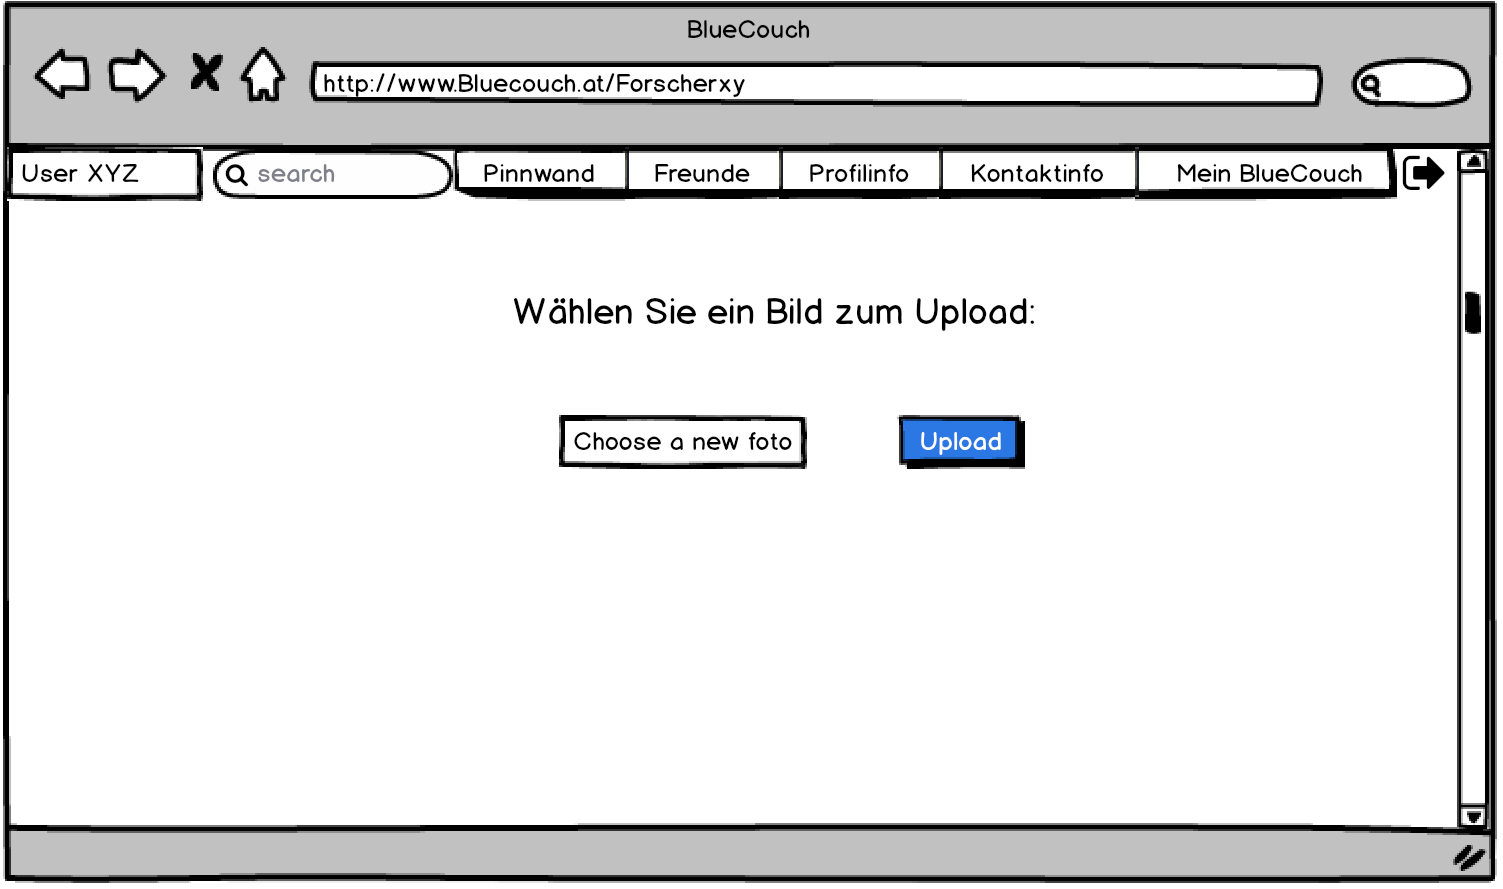 BlueCouch
http://www.Bluecouch.at/Forscherxy
User XYZ
search
Pinnwand
Freunde
Profilinfo
Kontaktinfo
Mein BlueCouch
Wählen Sie ein Bild zum Upload:
Choose a new foto
Upload